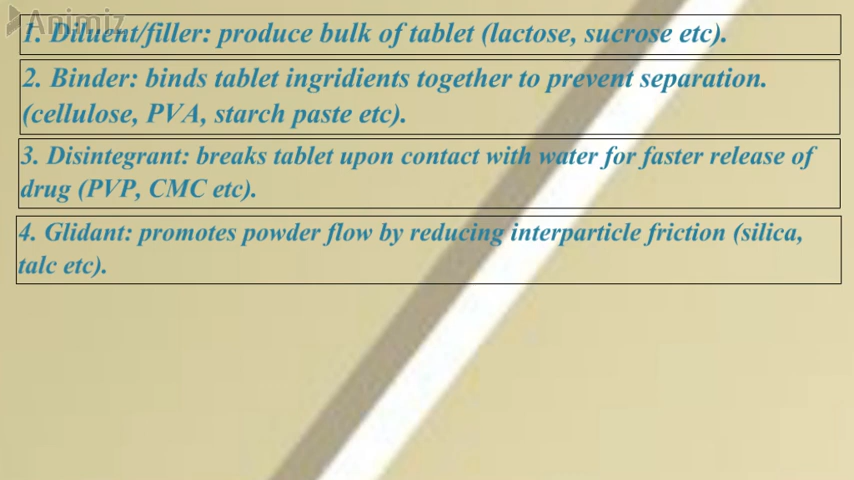 Animiz
1. Diluent/filler: produce bulk of tablet (lactose, sucrose etc).
2. Binder: binds tablet ingridients together to prevent separation.
(cellulose, PVA, starch paste etc).
3. Disintegrant: breaks tablet upon contact with water for faster release of
drug (PVP, CMC etc).
4. Glidant: promotes powder flow by reducing interparticle friction (silica,
talc etc).